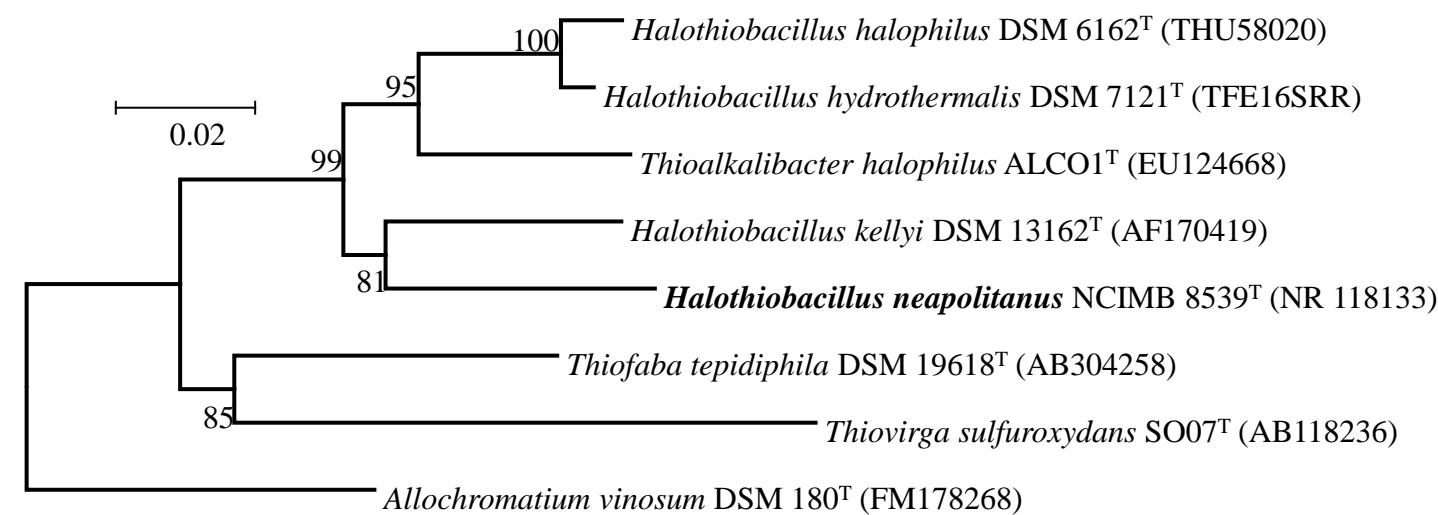 100
Halothiobacillus halophilus DSM 6162ᵀ (THU58020)
95
Halothiobacillus hydrothermalis DSM 7121ᵀ (TFE16SRR)
0.02
99
Thioalkalibacter halophilus ALCO1ᵀ (EU124668)
Halothiobacillus kellyi DSM 13162ᵀ (AF170419)
81
Halothiobacillus neapolitanus NCIMB 8539ᵀ (NR 118133)
Thiofaba tepidiphila DSM 19618ᵀ (AB304258)
85
Thiovirga sulfuroxydans SO07ᵀ (AB118236)
Allochromatium vinosum DSM 180ᵀ (FM178268)